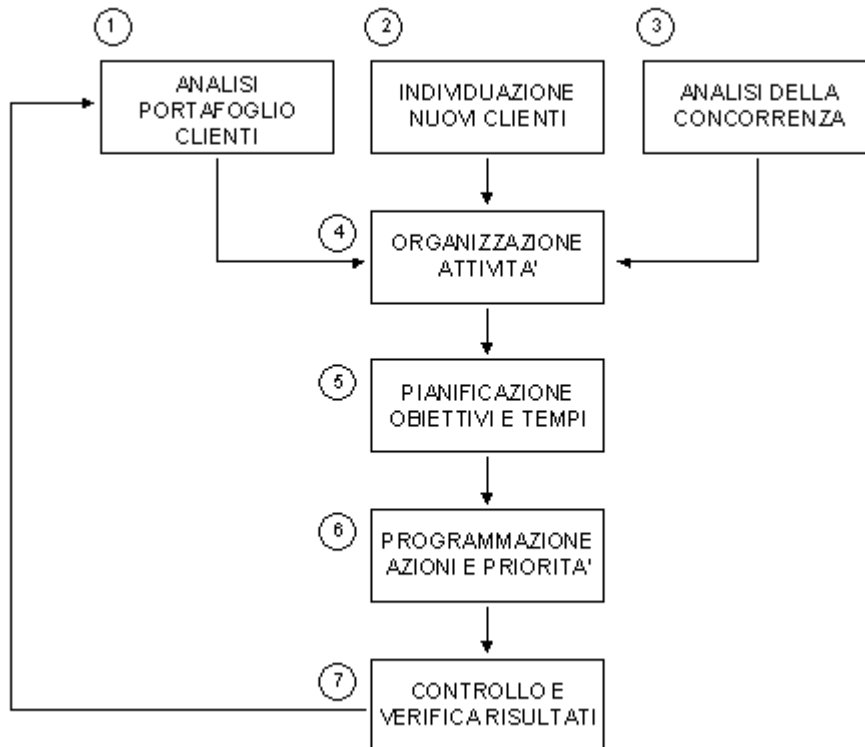 1
ANALISI
PORTAFOGLIO
CLIENTI
2
INDIVIDUAZIONE
NUOVI CLIENTI
3
ANALISI DELLA
CONCORRENZA
4
ORGANIZZAZIONE
ATTIVITA'
5
PIANIFICAZIONE
OBIETTIVI E TEMPI
6
PROGRAMMAZIONE
AZIONI E PRIORITA'
7
CONTROLLO E
VERIFICA RISULTATI